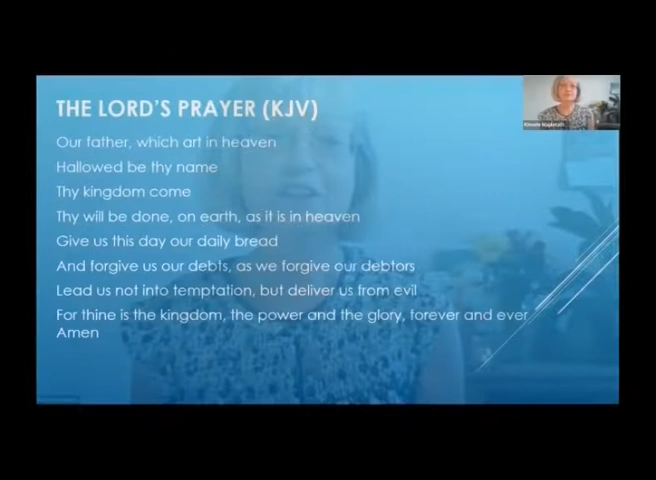 THE LORD'S PRAYER (KJV)
Our father, which art in heaven
Hallowed be thy name
Thy kingdom come
Thy will be done, on earth, as it is in heaven
Give us this day our daily bread
And forgive us our debts, as we forgive our debtors
Lead us not into temptation, but deliver us from evil
For thine is the kingdom, the power and the glory, forever and ever
Amen